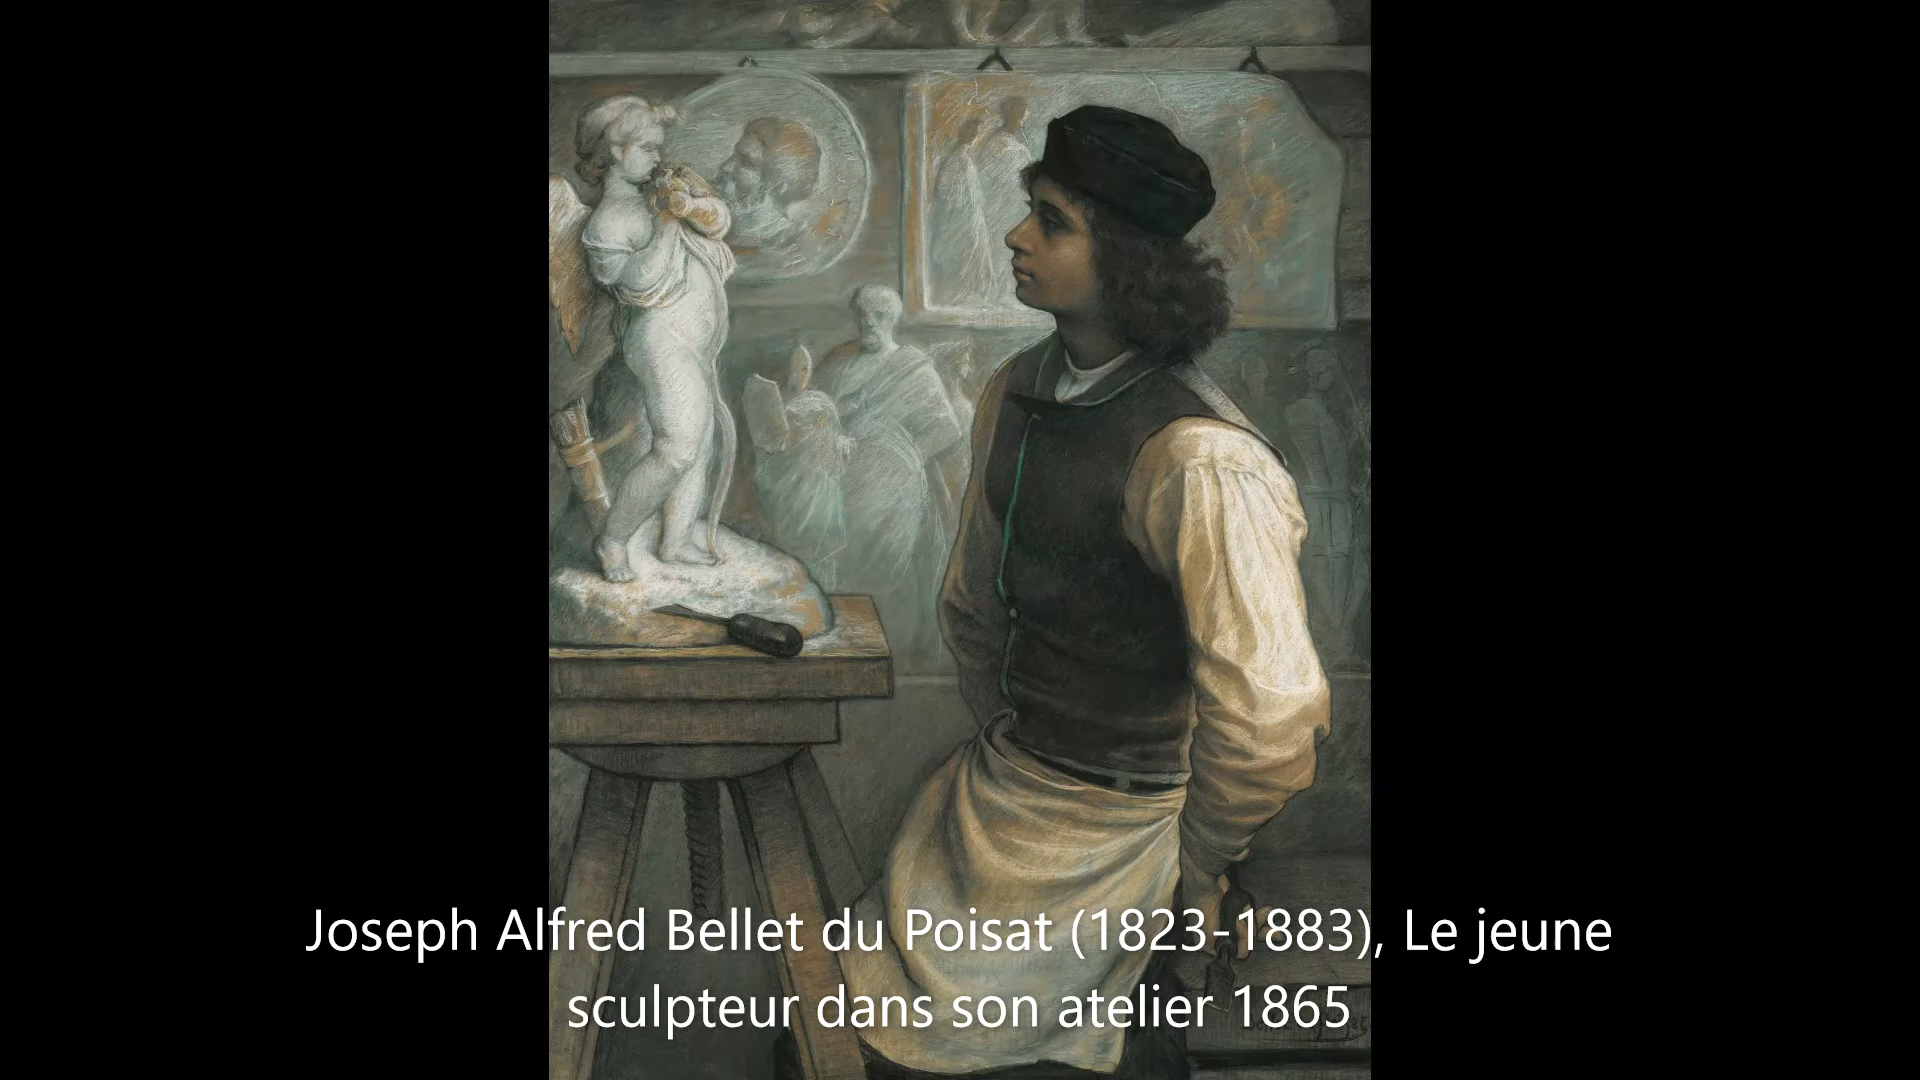 Joseph Alfred Bellet du Poisat (1823-1883), Le jeune
sculpteur dans son atelier 1865